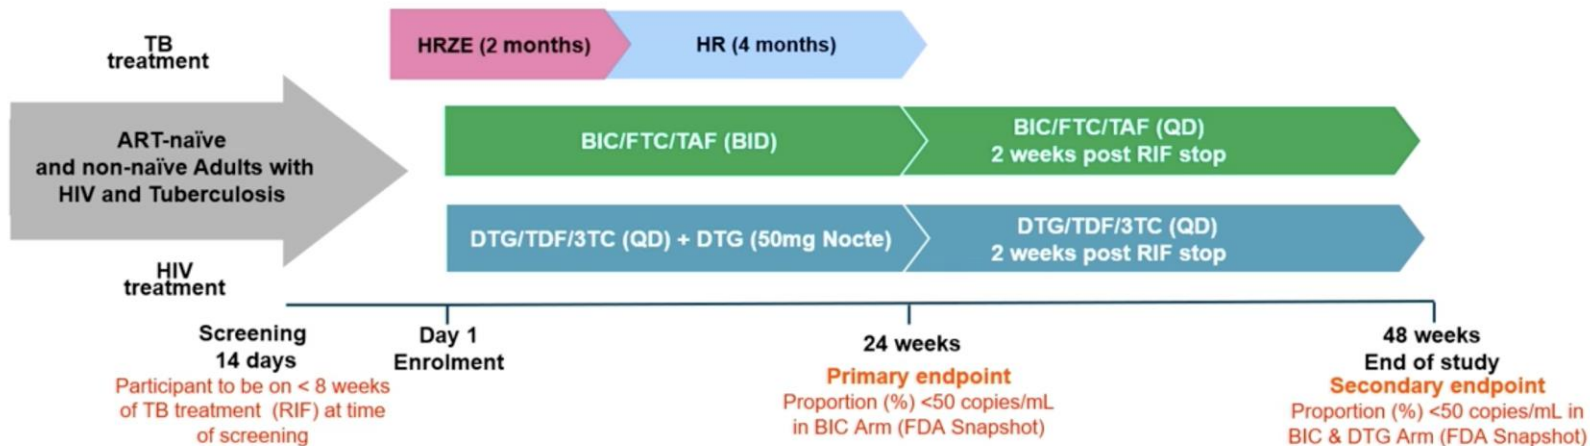 TB
treatment
HRZE (2 months)
HR (4 months)
ART-naïve
and non-naïve Adults with
HIV and Tuberculosis
BIC/FTC/TAF (BID)
BIC/FTC/TAF (QD)
2 weeks post RIF stop
DTG/TDF/3TC (QD) + DTG (50mg Nocte)
DTG/TDF/3TC (QD)
2 weeks post RIF stop
HIV
treatment
Screening
14 days
Participant to be on < 8 weeks
of TB treatment (RIF) at time
of screening
Day 1
Enrolment
24 weeks
Primary endpoint
Proportion (%) <50 copies/mL
in BIC Arm (FDA Snapshot)
48 weeks
End of study
Secondary endpoint
Proportion (%) <50 copies/mL in
BIC & DTG Arm (FDA Snapshot)